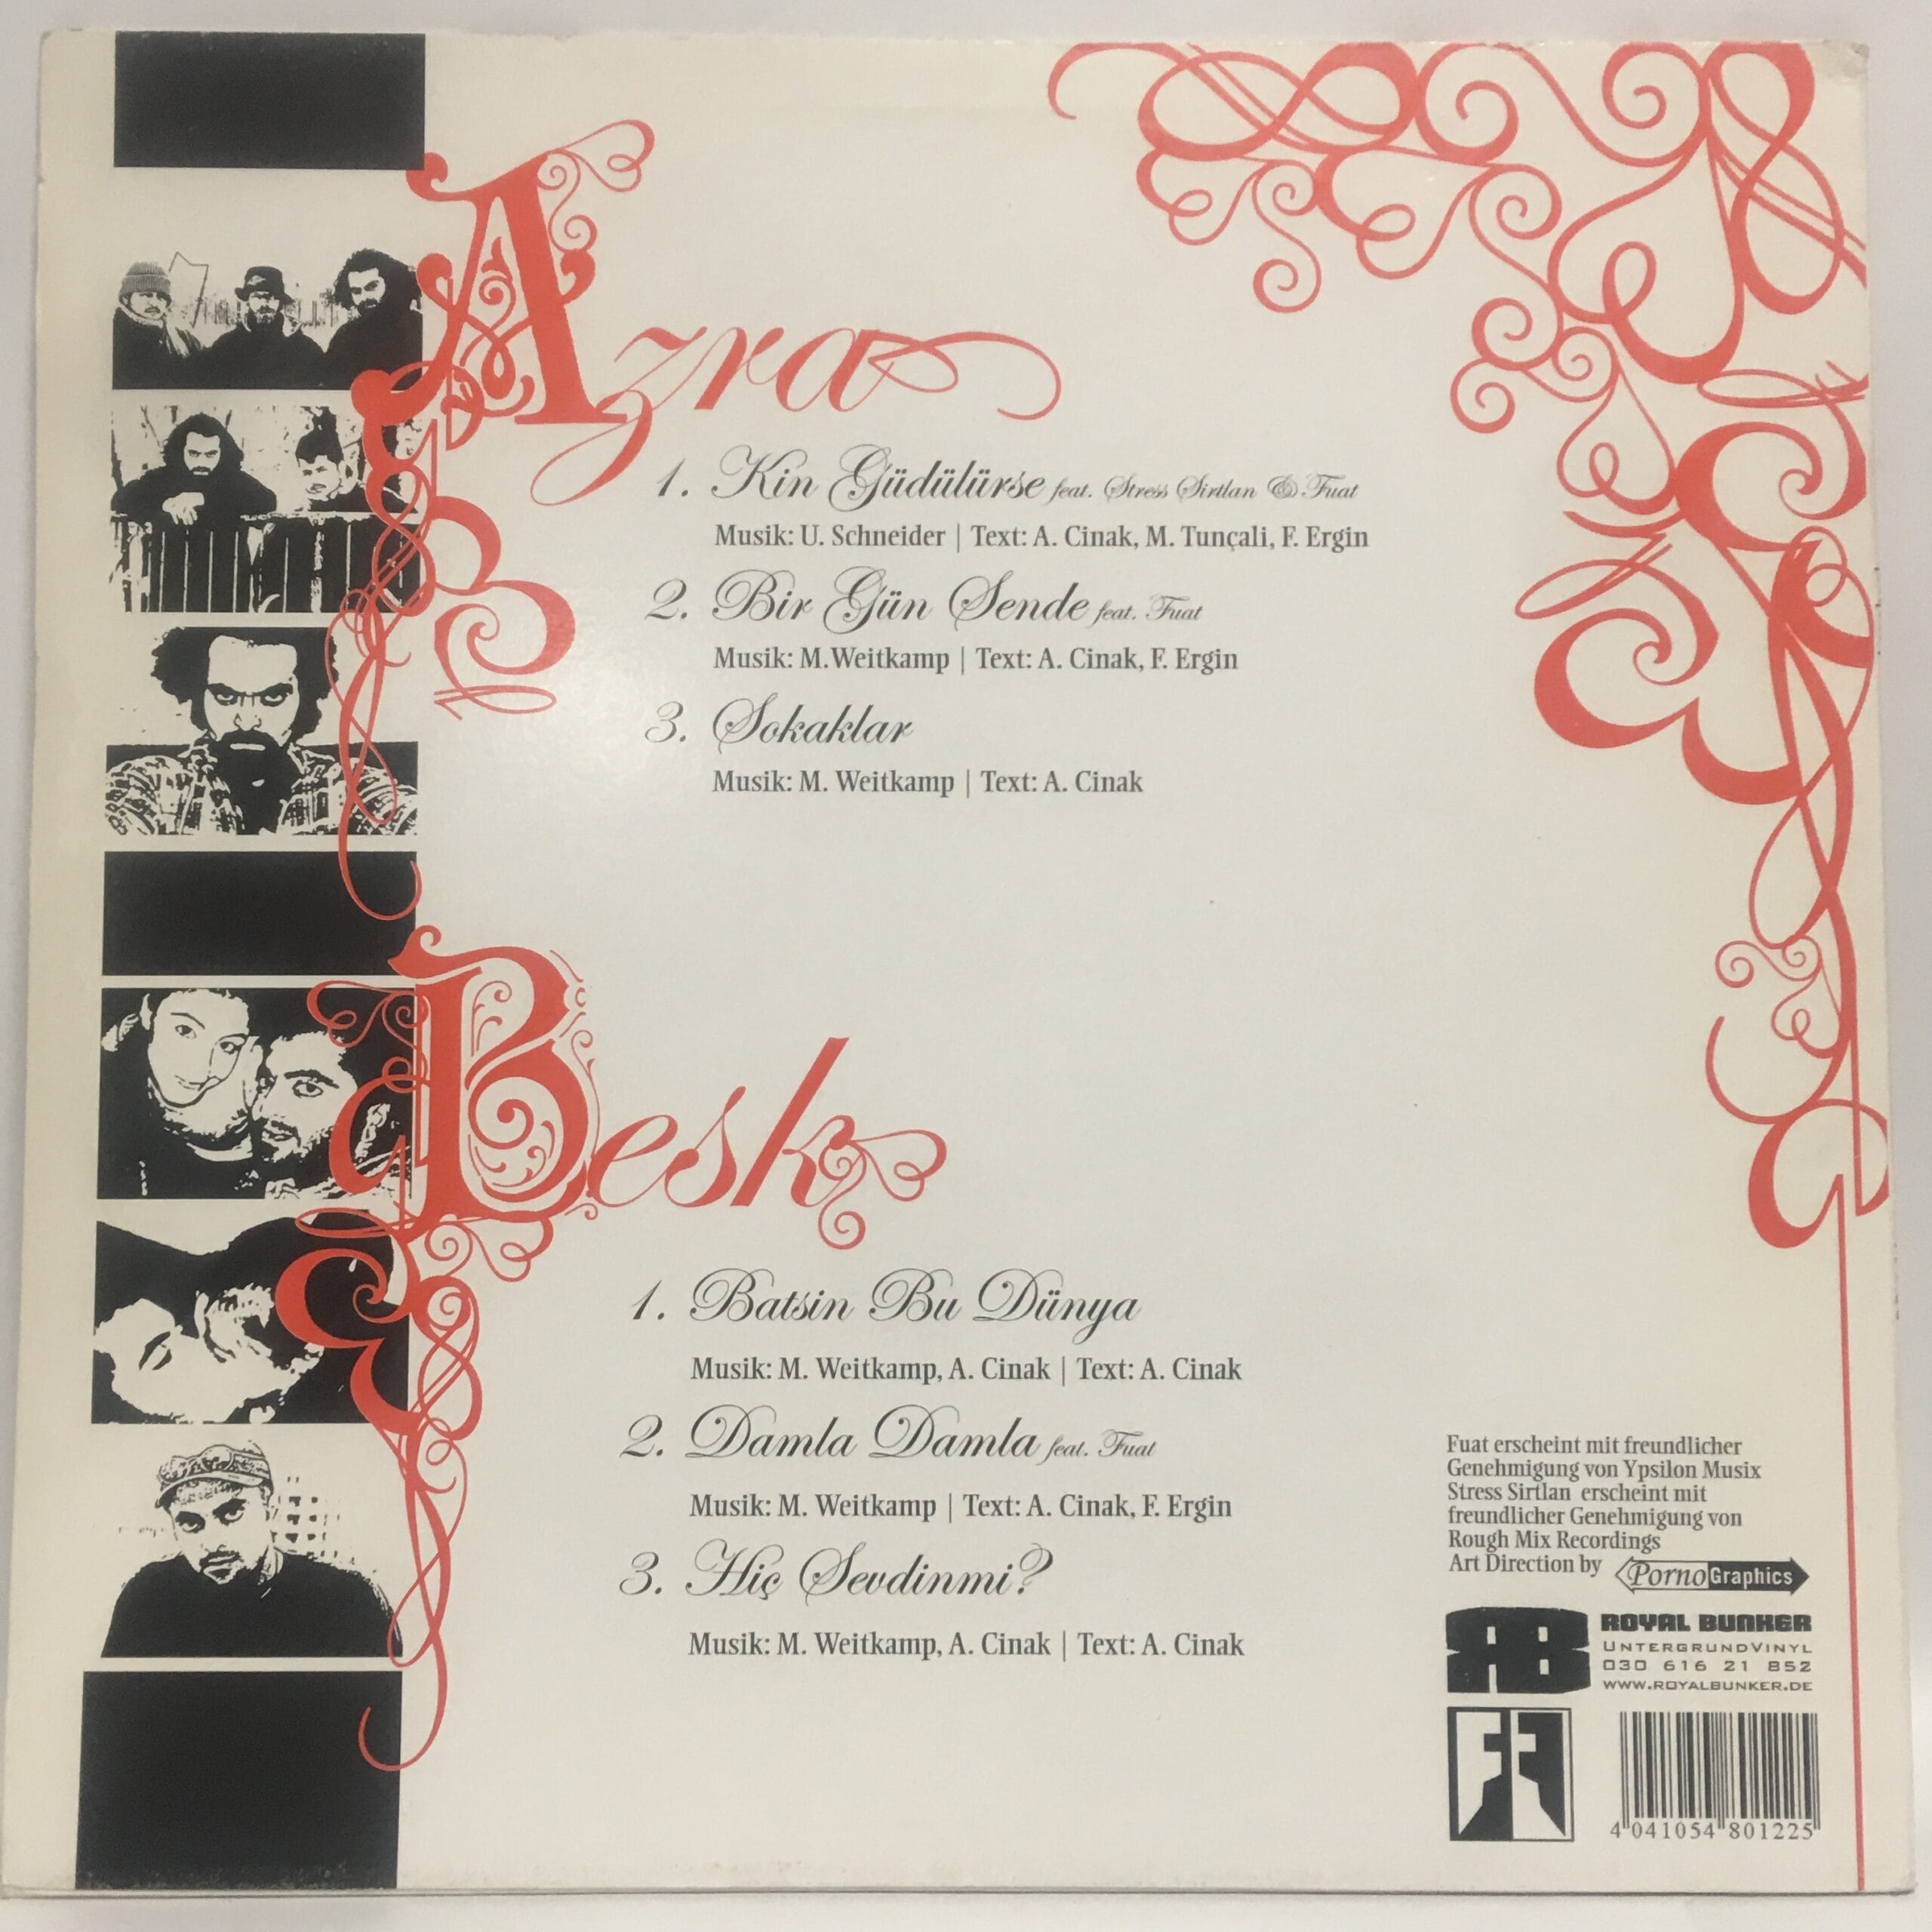 Azra
1. Kin Güdülürse feat. Stress Sirtlan & Fuat
Musik: U. Schneider | Text: A. Cinak, M. Tunçali, F. Ergin
2. Bir Gün Sende feat. Fuat
Musik: M.Weitkamp | Text: A. Cinak, F. Ergin
3. Sokaklar
Musik: M. Weitkamp | Text: A. Cinak
Besk
1. Batsin Bu Dünya
Musik: M. Weitkamp, A. Cinak | Text: A. Cinak
2. Damla Damla feat. Fuat
Musik: M. Weitkamp | Text: A. Cinak, F. Ergin
3. Hiç Sevdinmi?
Musik: M. Weitkamp, A. Cinak | Text: A. Cinak
Fuat erscheint mit freundlicher
Genehmigung von Ypsilon Musix
Stress Sirtlan erscheint mit
freundlicher Genehmigung von
Rough Mix Recordings
Art Direction by PornoGraphics
RB ROYAL BUNKER
UNTERGRUNDVINYL
030 616 21 852
WWW.ROYALBUNKER.DE
FF
4 041054 801225